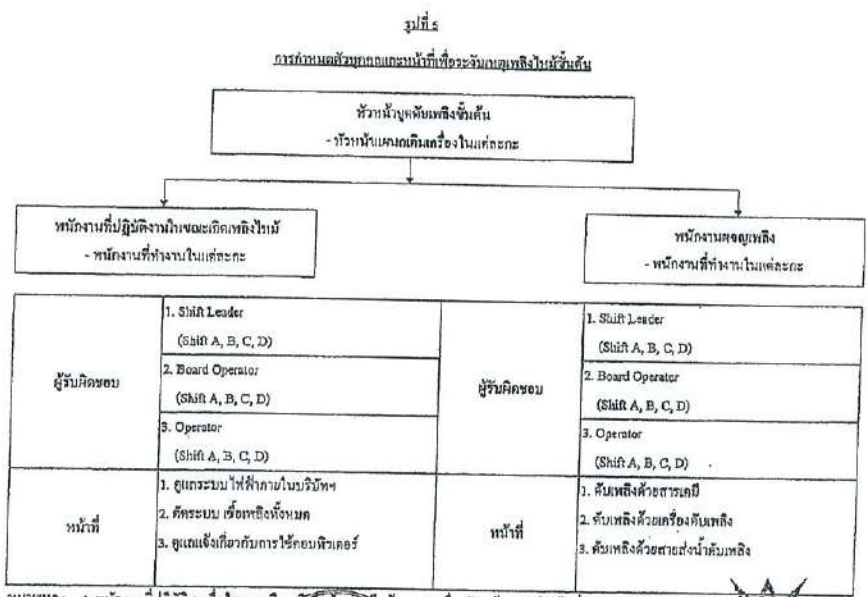 รูปที่ 5
การกำหนดตัวบุคคลและหน้าที่เพื่อระงับเหตุเพลิงไหม้ขั้นต้น
หัวหน้าชุดดับเพลิงขั้นต้น
- หัวหน้าแผนกเดินเครื่องในแต่ละกะ
พนักงานที่ปฏิบัติงานในขณะเกิดเพลิงไหม้
- พนักงานที่ทำงานในแต่ละกะ
พนักงานผจญเพลิง
- พนักงานที่ทำงานในแต่ละกะ
ผู้รับผิดชอบ
1. Shift Leader
(Shift A, B, C, D)
2. Board Operator
(Shift A, B, C, D)
3. Operator
(Shift A, B, C, D)
ผู้รับผิดชอบ
1. Shift Leader
(Shift A, B, C, D)
2. Board Operator
(Shift A, B, C, D)
3. Operator
(Shift A, B, C, D)
หน้าที่
1. ดูแลระบบไฟฟ้าภายในบริษัทฯ
2. ตัดระบบ เชื้อเพลิงทั้งหมด
3. ดูแลแจ้งเกี่ยวกับการใช้คอมพิวเตอร์
หน้าที่
1. ดับเพลิงด้วยสารเคมี
2. ดับเพลิงด้วยเครื่องดับเพลิง
3. ดับเพลิงด้วยสายส่งน้ำดับเพลิง